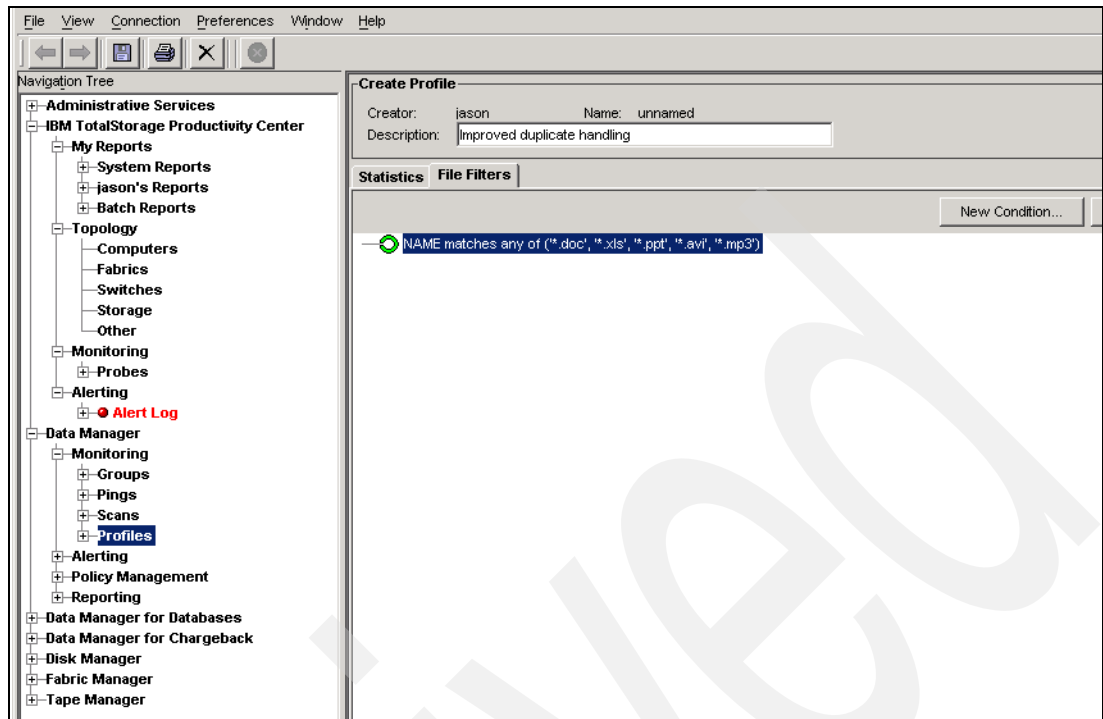 File View Connection Preferences Window Help
Navigation Tree
Administrative Services
IBM TotalStorage Productivity Center
My Reports
System Reports
jason's Reports
Batch Reports
Topology
Computers
Fabrics
Switches
Storage
Other
Monitoring
Probes
Alerting
Alert Log
Data Manager
Monitoring
Groups
Pings
Scans
Profiles
Alerting
Policy Management
Reporting
Data Manager for Databases
Data Manager for Chargeback
Disk Manager
Fabric Manager
Tape Manager
Create Profile
Creator: jason Name: unnamed
Description: Improved duplicate handling
Statistics File Filters
New Condition...
NAME matches any of ('*.doc', '*.xls', '*.ppt', '*.avi', '*.mp3')